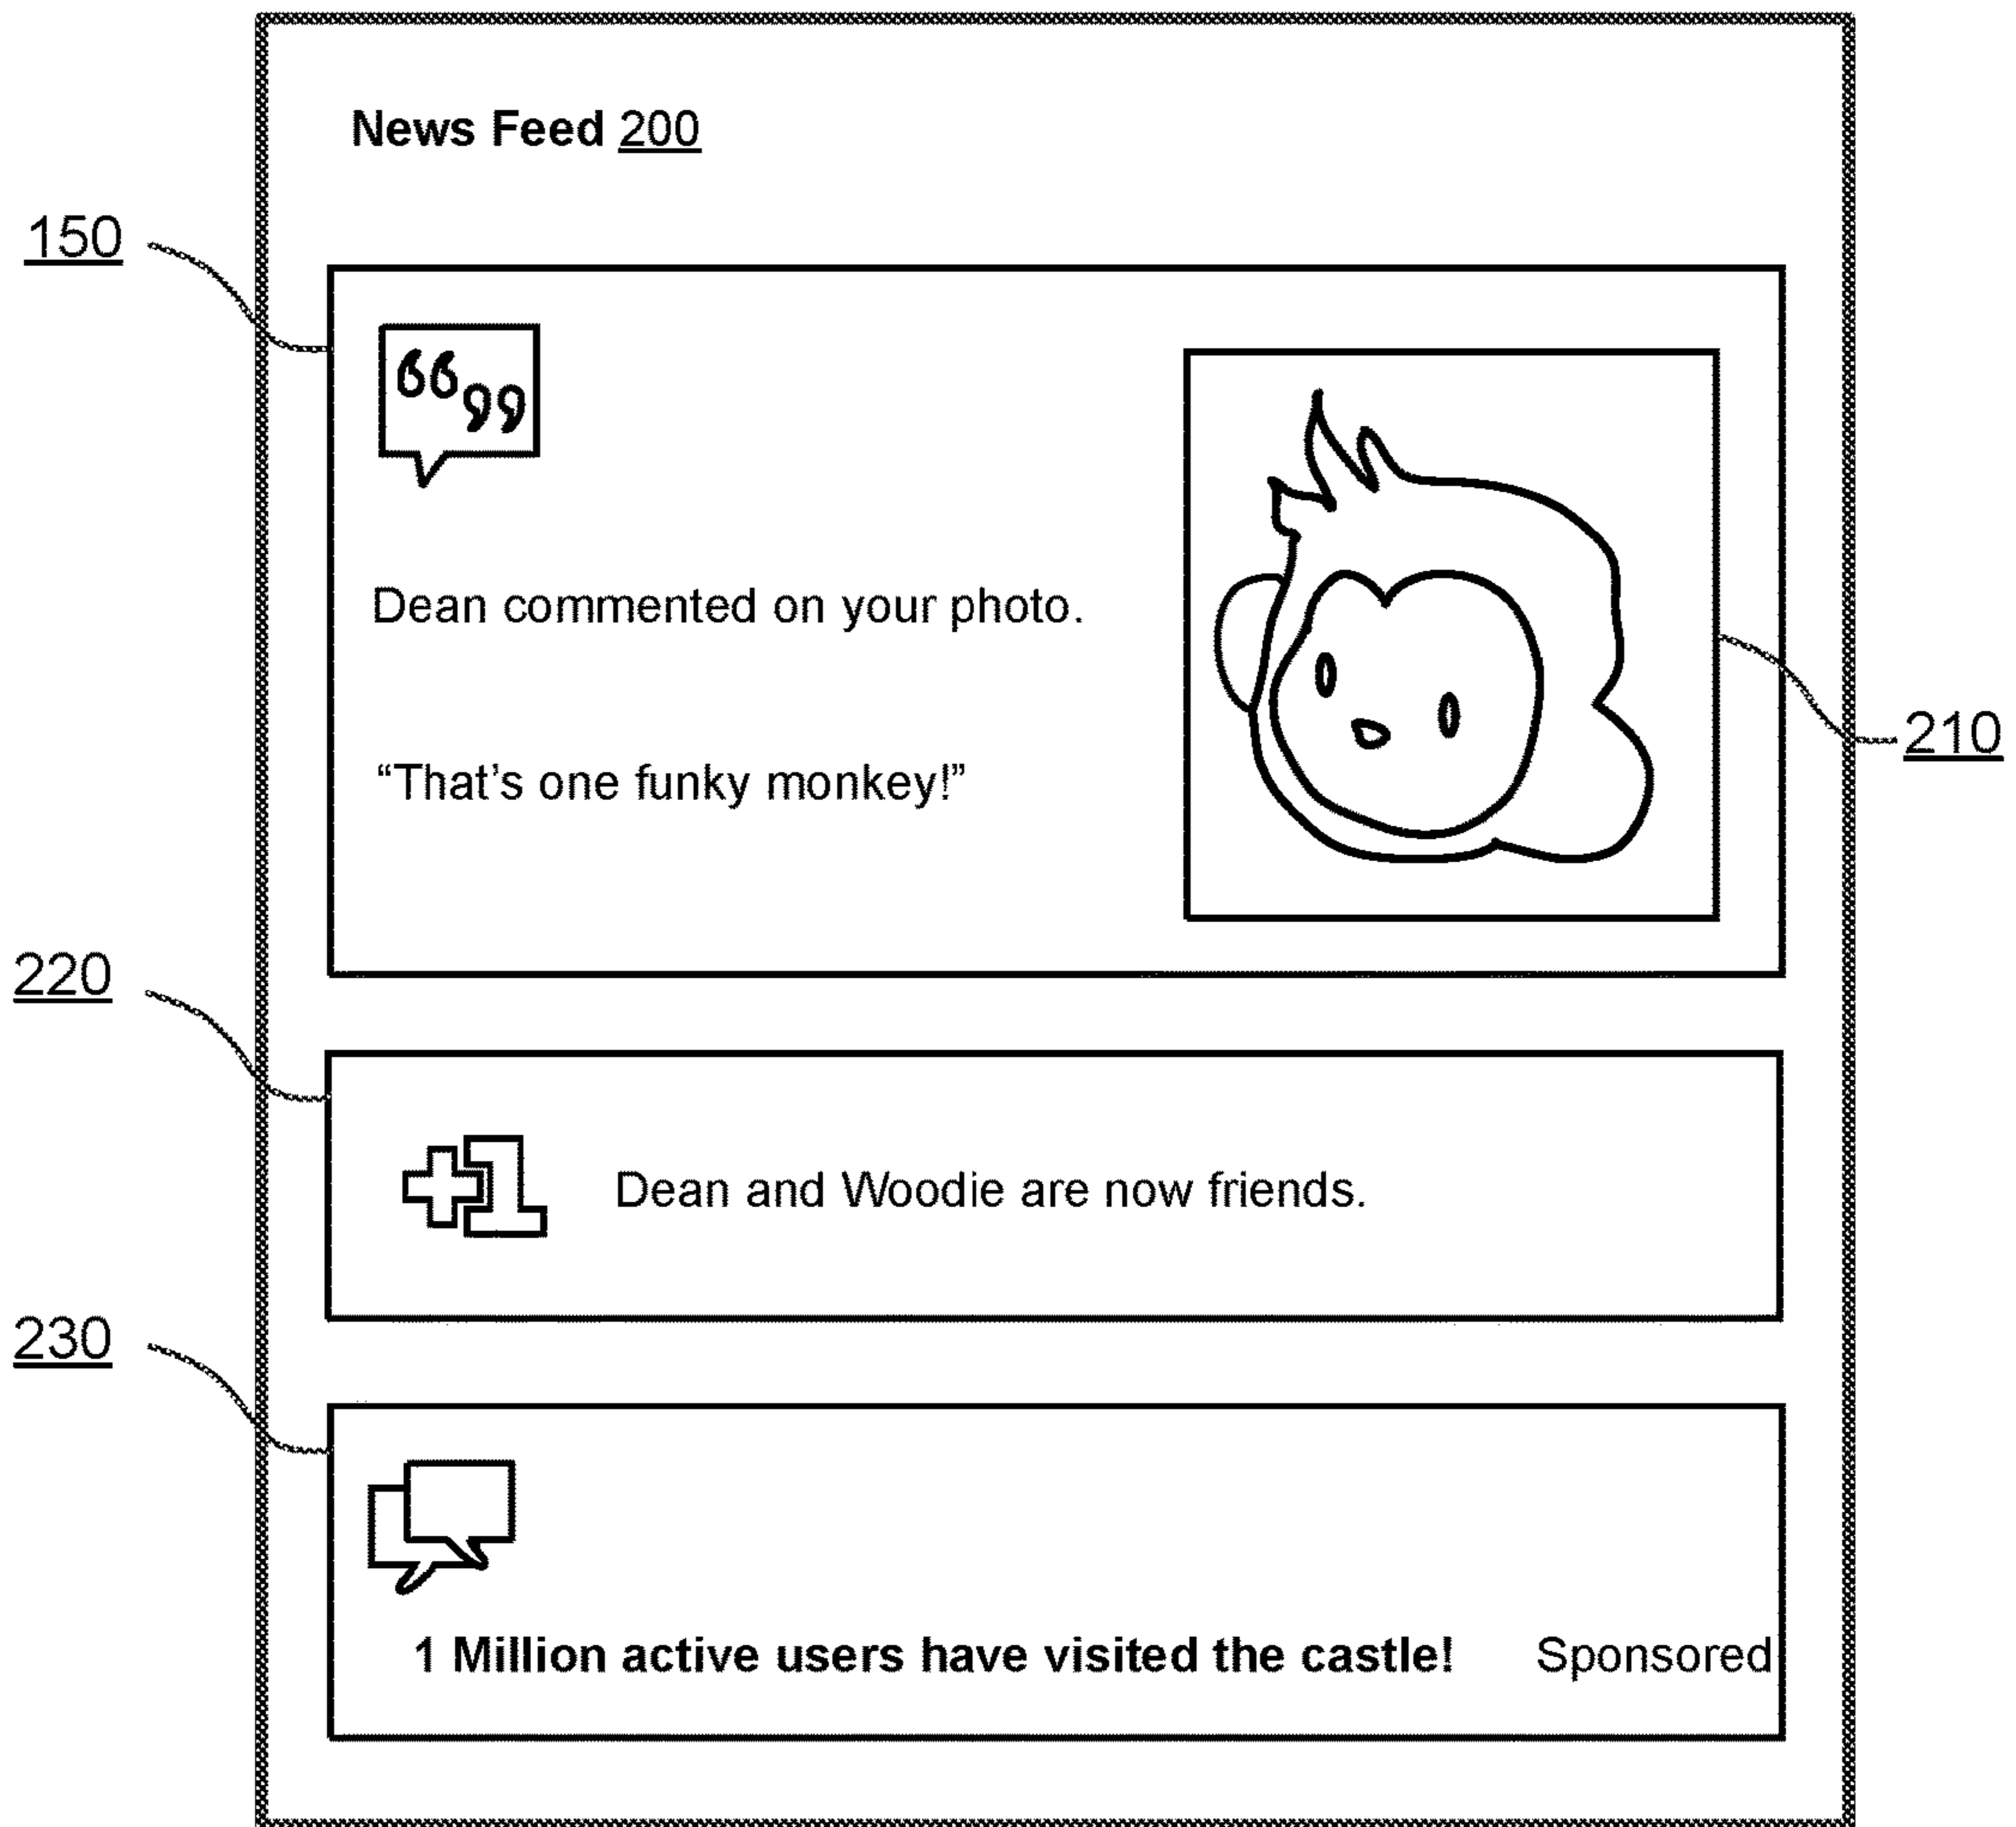 News Feed 200
150
“ ”
Dean commented on your photo.
“That’s one funky monkey!”
210
220
+1 Dean and Woodie are now friends.
230
1 Million active users have visited the castle! Sponsored